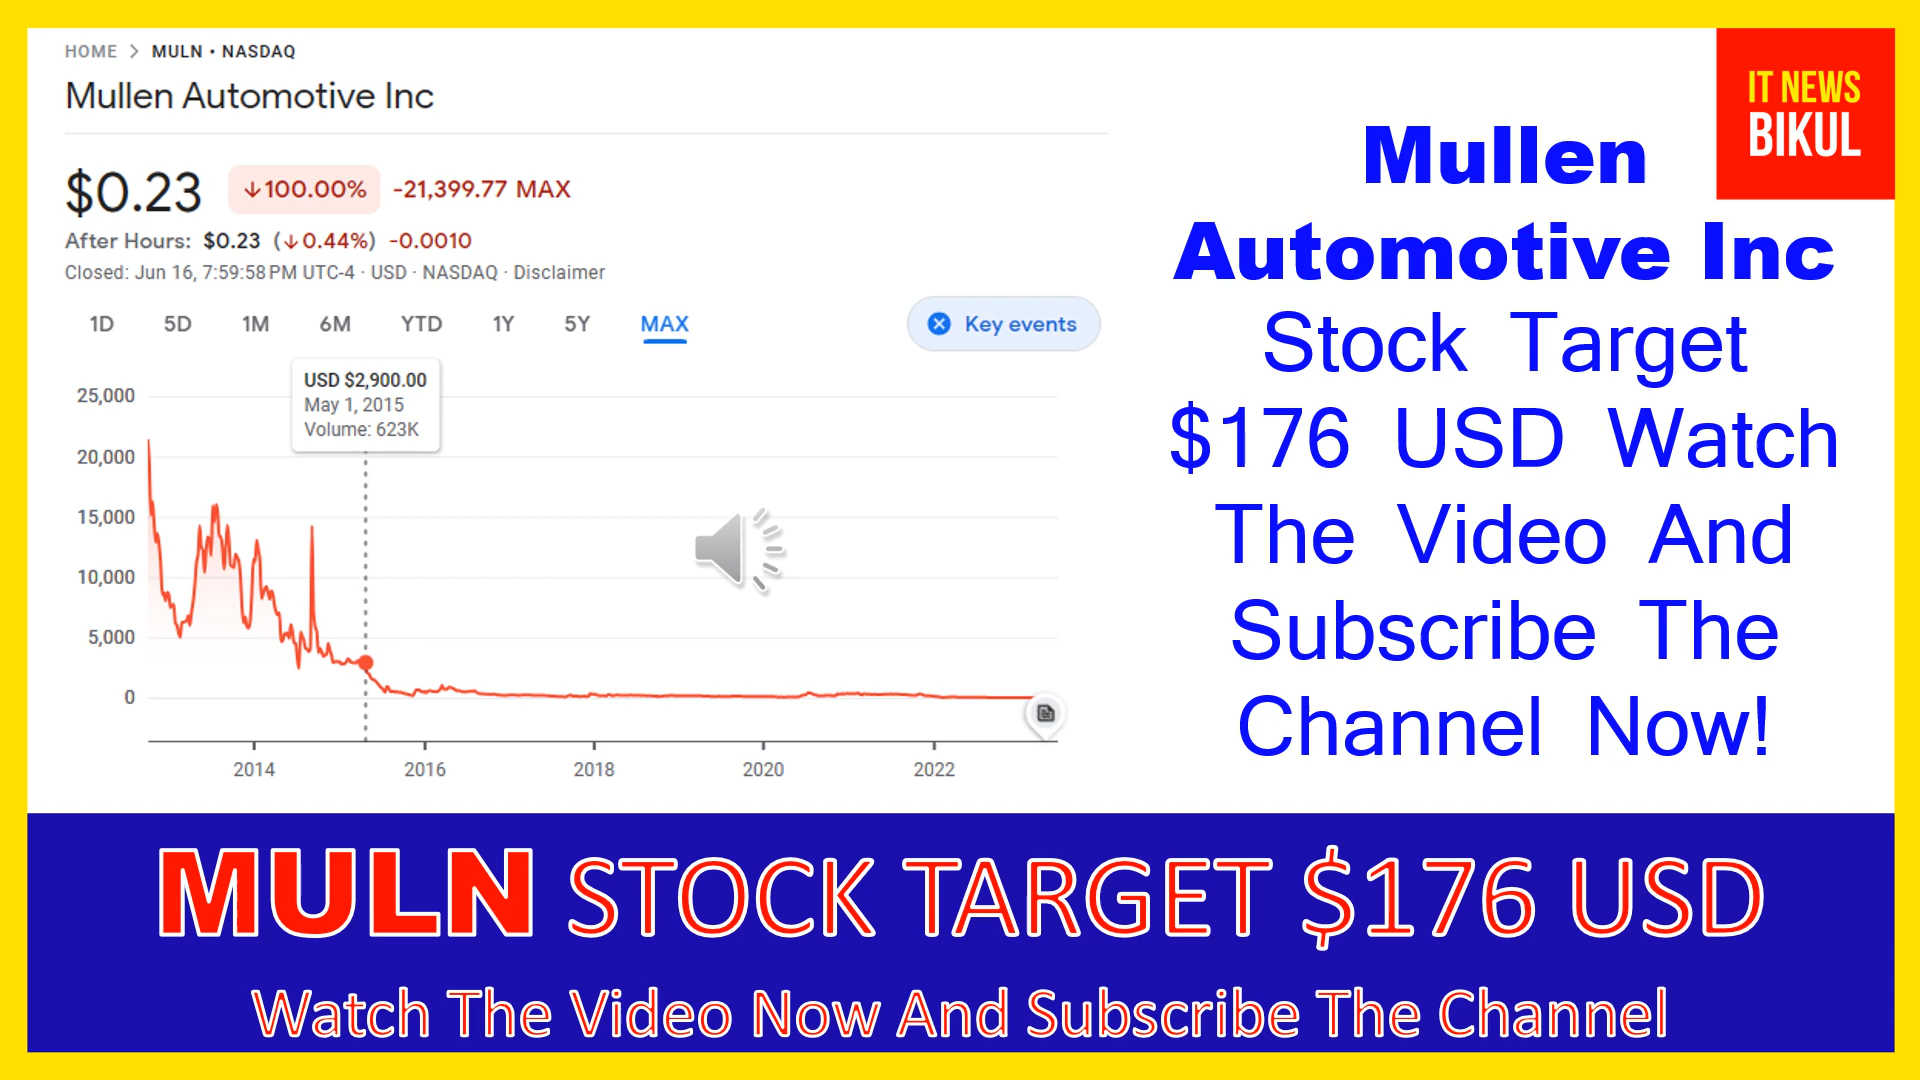 HOME > MULN • NASDAQ
Mullen Automotive Inc
$0.23 ↓100.00% -21,399.77 MAX
After Hours: $0.23 (↓0.44%) -0.0010
Closed: Jun 16, 7:59:58 PM UTC-4 · USD · NASDAQ · Disclaimer
1D 5D 1M 6M YTD 1Y 5Y MAX
Key events
USD $2,900.00
May 1, 2015
Volume: 623K
25,000
20,000
15,000
10,000
5,000
0
2014 2016 2018 2020 2022
IT NEWS
BIKUL
Mullen
Automotive Inc
Stock Target
$176 USD Watch
The Video And
Subscribe The
Channel Now!
MULN STOCK TARGET $176 USD
Watch The Video Now And Subscribe The Channel